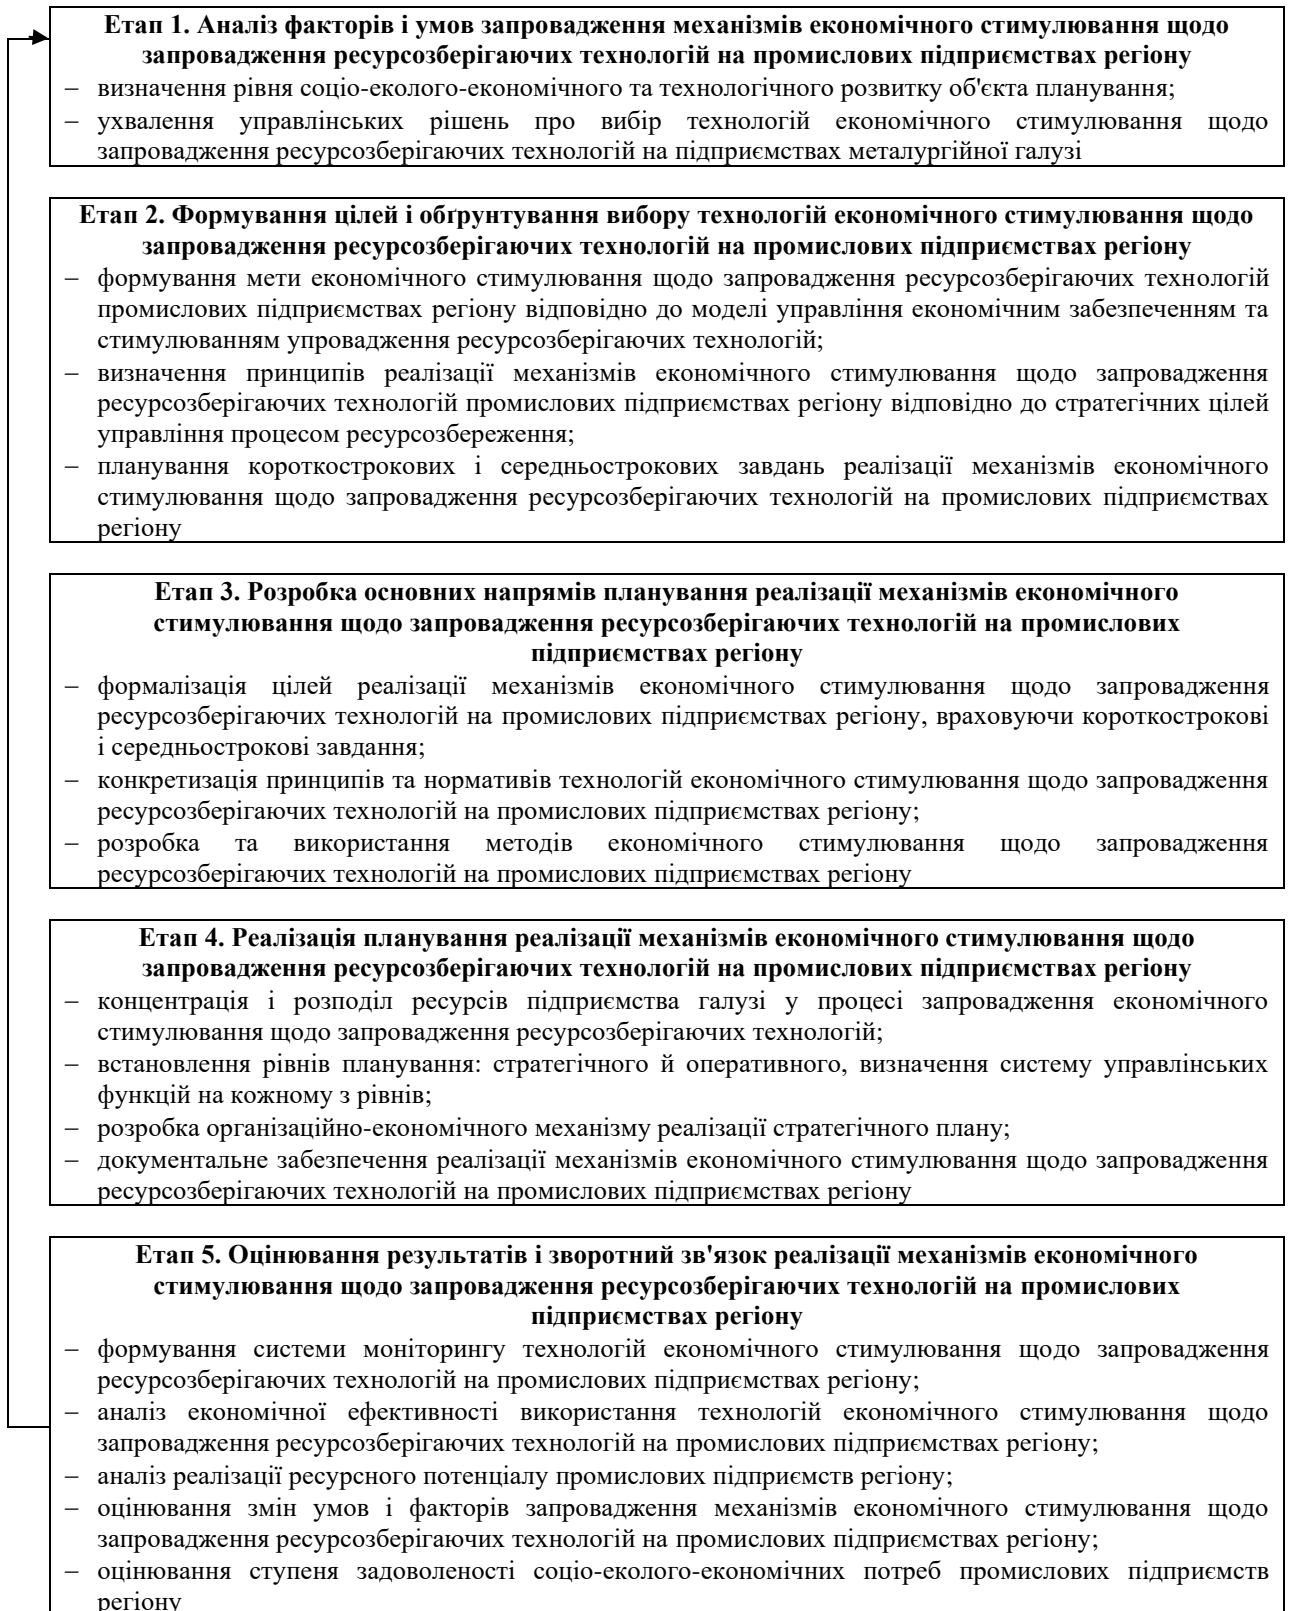 Етап 1. Аналіз факторів і умов запровадження механізмів економічного стимулювання щодо
запровадження ресурсозберігаючих технологій на промислових підприємствах регіону
– визначення рівня соціо-еколого-економічного та технологічного розвитку об'єкта планування;
– ухвалення управлінських рішень про вибір технологій економічного стимулювання щодо
запровадження ресурсозберігаючих технологій на підприємствах металургійної галузі
Етап 2. Формування цілей і обґрунтування вибору технологій економічного стимулювання щодо
запровадження ресурсозберігаючих технологій на промислових підприємствах регіону
– формування мети економічного стимулювання щодо запровадження ресурсозберігаючих технологій
промислових підприємствах регіону відповідно до моделі управління економічним забезпеченням та
стимулюванням упровадження ресурсозберігаючих технологій;
– визначення принципів реалізації механізмів економічного стимулювання щодо запровадження
ресурсозберігаючих технологій промислових підприємствах регіону відповідно до стратегічних цілей
управління процесом ресурсозбереження;
– планування короткострокових і середньострокових завдань реалізації механізмів економічного
стимулювання щодо запровадження ресурсозберігаючих технологій на промислових підприємствах
регіону
Етап 3. Розробка основних напрямів планування реалізації механізмів економічного
стимулювання щодо запровадження ресурсозберігаючих технологій на промислових
підприємствах регіону
– формалізація цілей реалізації механізмів економічного стимулювання щодо запровадження
ресурсозберігаючих технологій на промислових підприємствах регіону, враховуючи короткострокові
і середньострокові завдання;
– конкретизація принципів та нормативів технологій економічного стимулювання щодо запровадження
ресурсозберігаючих технологій на промислових підприємствах регіону;
– розробка та використання методів економічного стимулювання щодо запровадження
ресурсозберігаючих технологій на промислових підприємствах регіону
Етап 4. Реалізація планування реалізації механізмів економічного стимулювання щодо
запровадження ресурсозберігаючих технологій на промислових підприємствах регіону
– концентрація і розподіл ресурсів підприємства галузі у процесі запровадження економічного
стимулювання щодо запровадження ресурсозберігаючих технологій;
– встановлення рівнів планування: стратегічного й оперативного, визначення систему управлінських
функцій на кожному з рівнів;
– розробка організаційно-економічного механізму реалізації стратегічного плану;
– документальне забезпечення реалізації механізмів економічного стимулювання щодо запровадження
ресурсозберігаючих технологій на промислових підприємствах регіону
Етап 5. Оцінювання результатів і зворотний зв'язок реалізації механізмів економічного
стимулювання щодо запровадження ресурсозберігаючих технологій на промислових
підприємствах регіону
– формування системи моніторингу технологій економічного стимулювання щодо запровадження
ресурсозберігаючих технологій на промислових підприємствах регіону;
– аналіз економічної ефективності використання технологій економічного стимулювання щодо
запровадження ресурсозберігаючих технологій на промислових підприємствах регіону;
– аналіз реалізації ресурсного потенціалу промислових підприємств регіону;
– оцінювання змін умов і факторів запровадження механізмів економічного стимулювання щодо
запровадження ресурсозберігаючих технологій на промислових підприємствах регіону;
– оцінювання ступеня задоволеності соціо-еколого-економічних потреб промислових підприємств
регіону